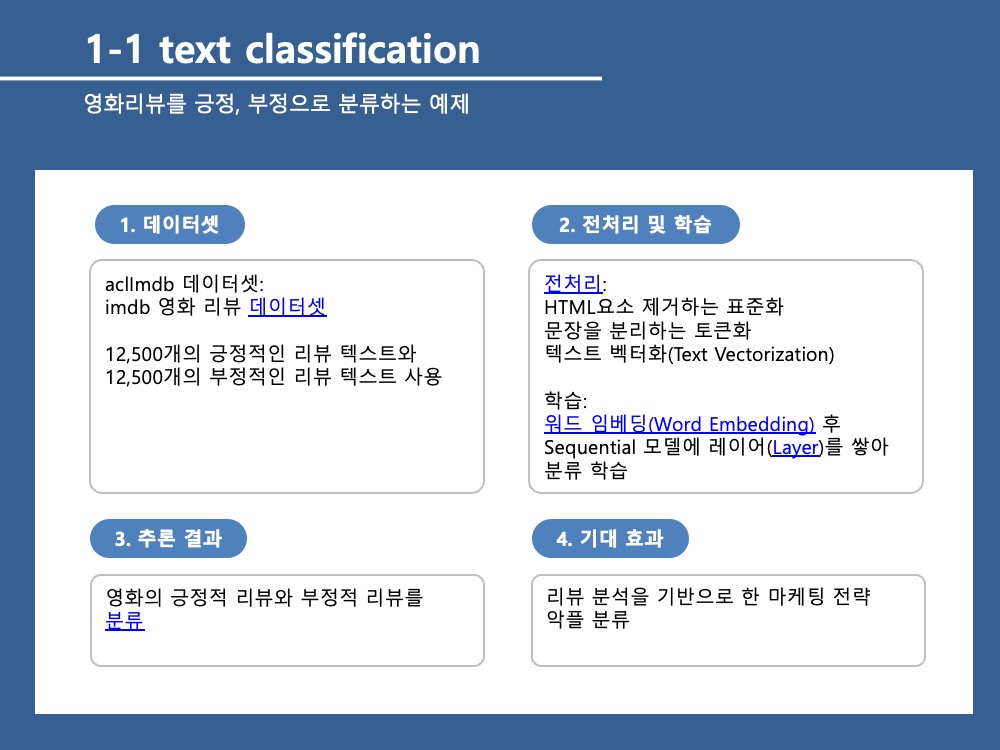 1-1 text classification
영화리뷰를 긍정, 부정으로 분류하는 예제
1. 데이터셋
aclImdb 데이터셋:
imdb 영화 리뷰 데이터셋
12,500개의 긍정적인 리뷰 텍스트와
12,500개의 부정적인 리뷰 텍스트 사용
2. 전처리 및 학습
전처리:
HTML요소 제거하는 표준화
문장을 분리하는 토큰화
텍스트 벡터화(Text Vectorization)
학습:
워드 임베딩(Word Embedding) 후
Sequential 모델에 레이어(Layer)를 쌓아
분류 학습
3. 추론 결과
영화의 긍정적 리뷰와 부정적 리뷰를
분류
4. 기대 효과
리뷰 분석을 기반으로 한 마케팅 전략
악플 분류